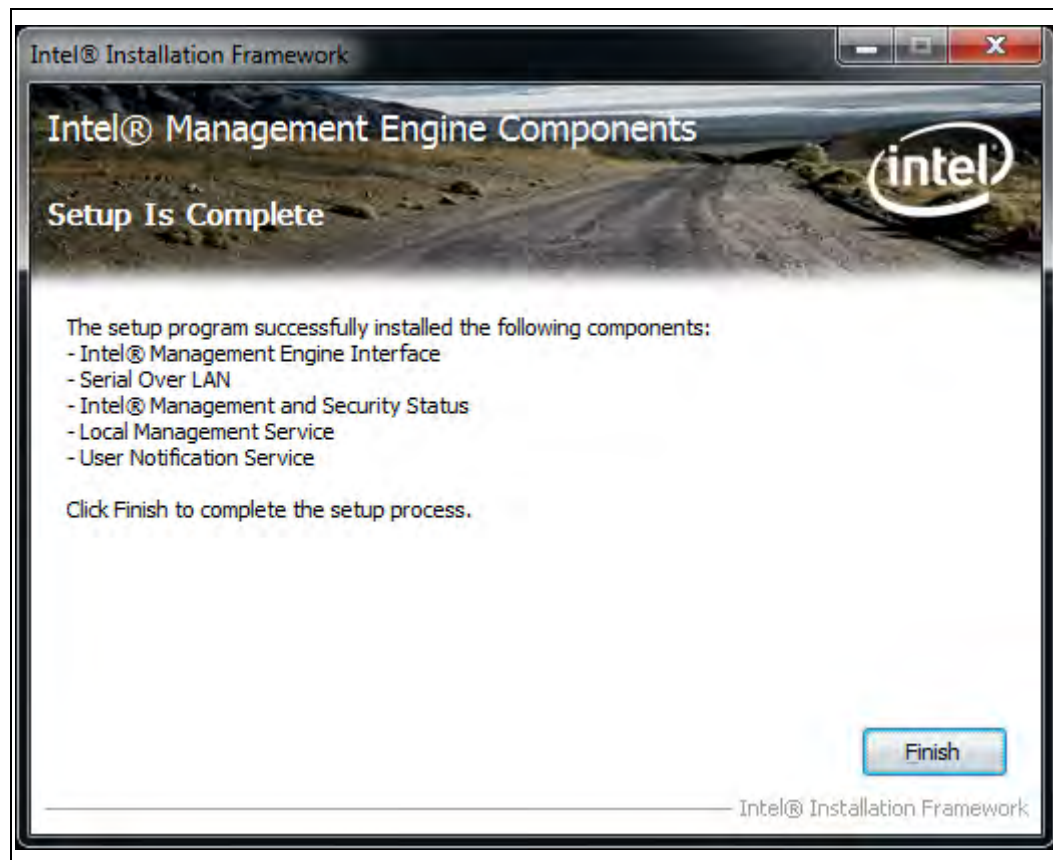 Intel® Installation Framework
Intel® Management Engine Components
intel
Setup Is Complete
The setup program successfully installed the following components:
- Intel® Management Engine Interface
- Serial Over LAN
- Intel® Management and Security Status
- Local Management Service
- User Notification Service
Click Finish to complete the setup process.
Finish
Intel® Installation Framework